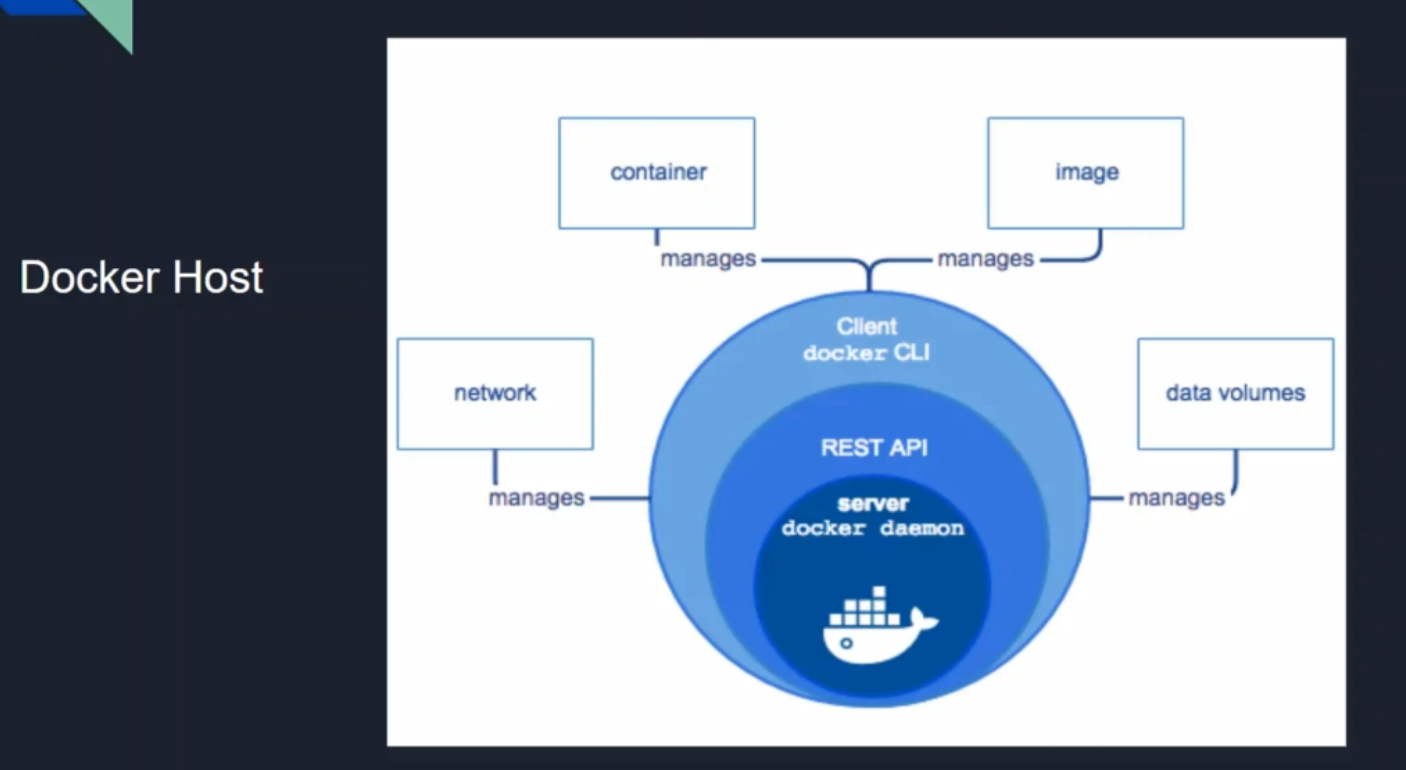 Docker Host
container
image
manages
manages
Client
docker CLI
network
data volumes
REST API
manages
manages
server
docker daemon